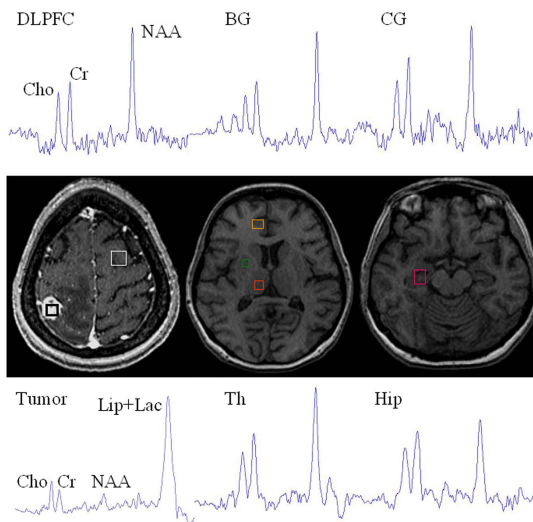 DLPFC BG CG
NAA
Cr
Cho
Tumor Lip+Lac Th Hip
Cho Cr NAA